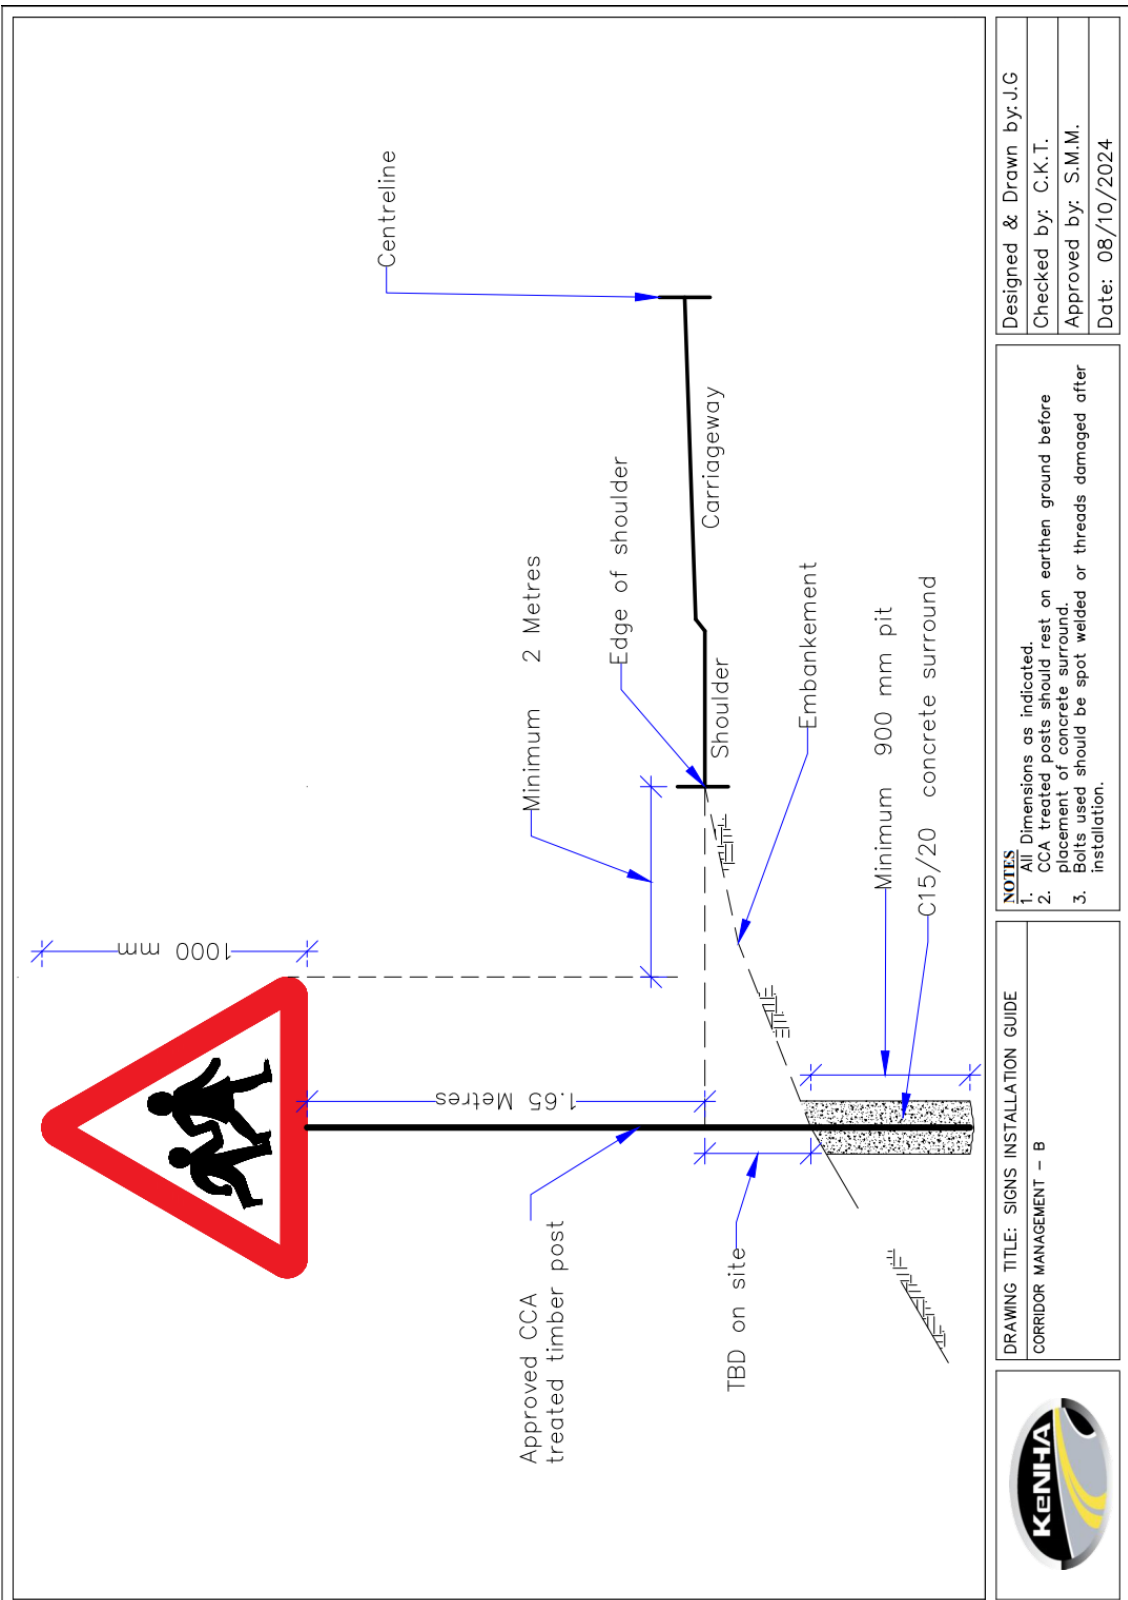 1000 mm
Centreline
Minimum 2 Metres
Edge of shoulder
Carriageway
Shoulder
1.65 Metres
Approved CCA
treated timber post
TBD on site
Embankement
Minimum 900 mm pit
C15/20 concrete surround
KeNHA
DRAWING TITLE: SIGNS INSTALLATION GUIDE
CORRIDOR MANAGEMENT – B
NOTES
1. All Dimensions as indicated.
2. CCA treated posts should rest on earthen ground before
placement of concrete surround.
3. Bolts used should be spot welded or threads damaged after
installation.
Designed & Drawn by: J.G
Checked by: C.K.T.
Approved by: S.M.M.
Date: 08/10/2024